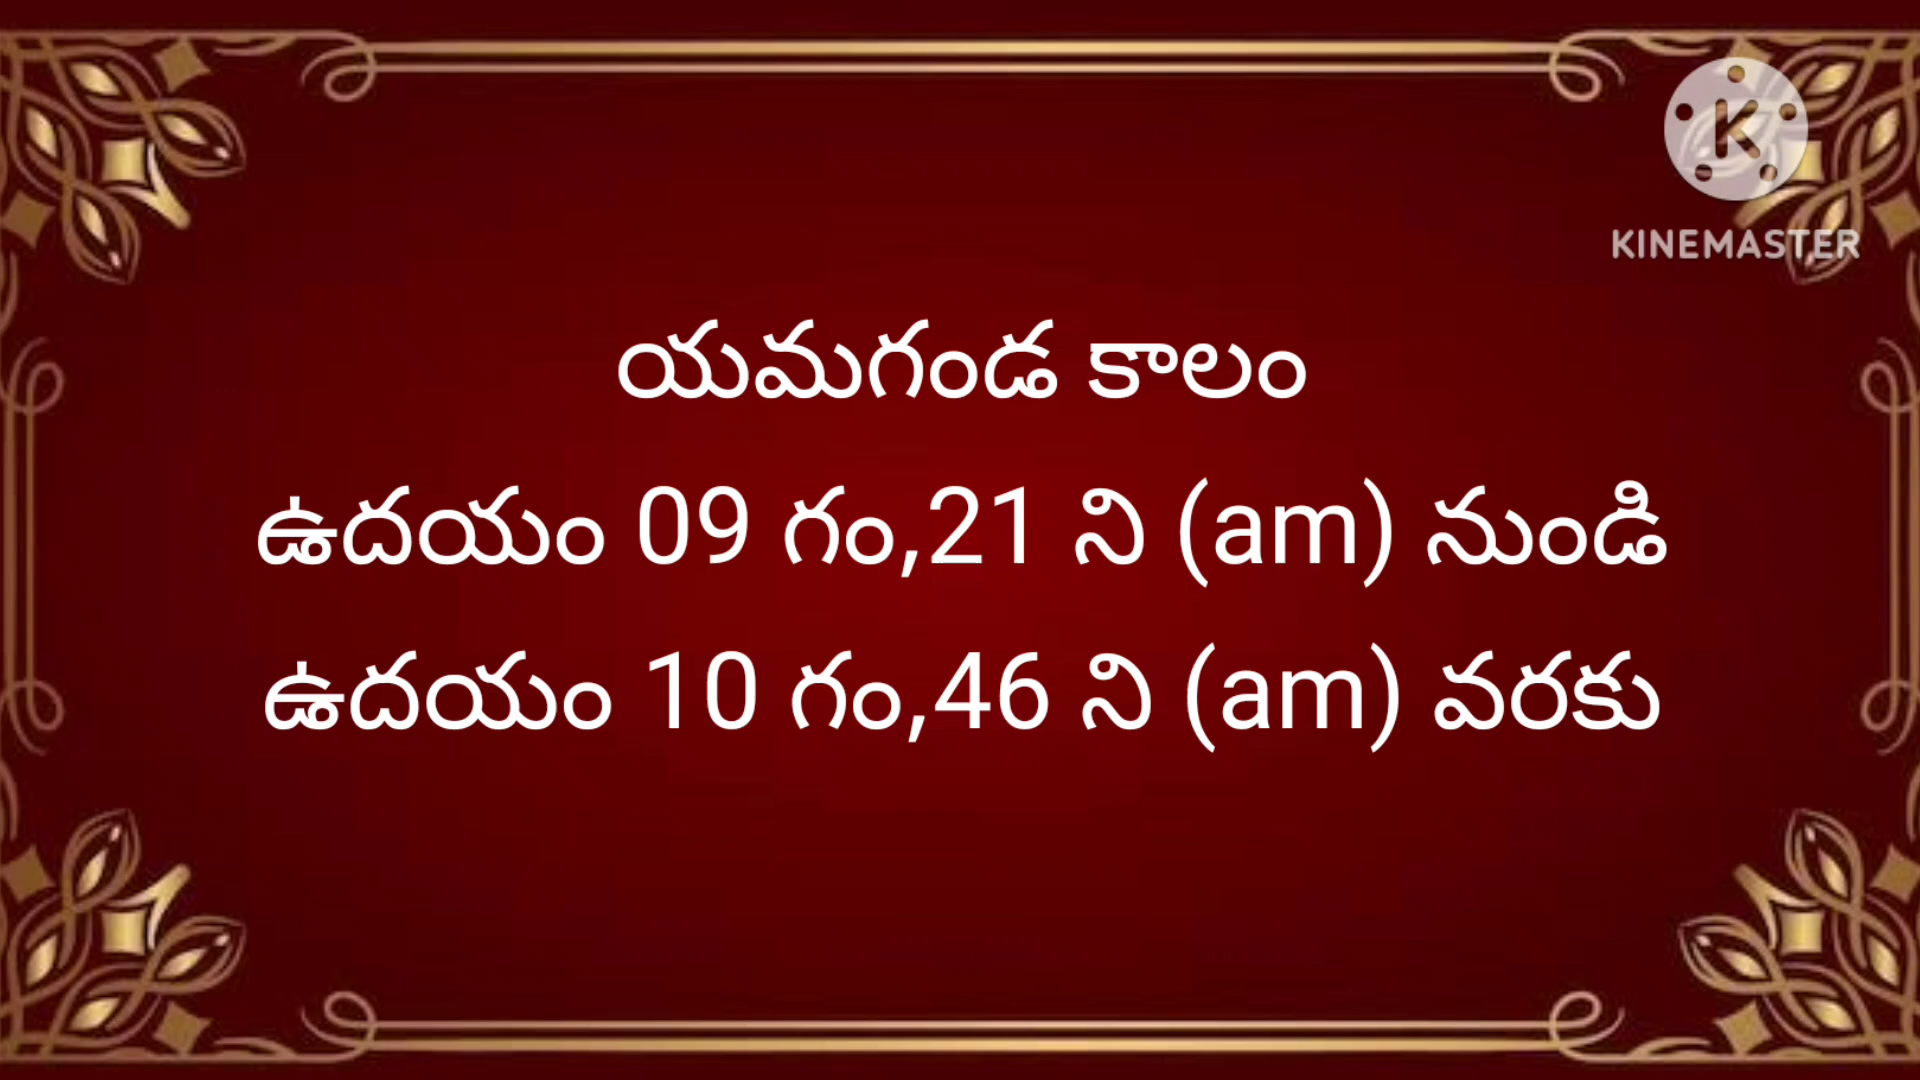 KINEMASTER
యమగండ కాలం
ఉదయం 09 గం,21 ని (am) నుండి
ఉదయం 10 గం,46 ని (am) వరకు